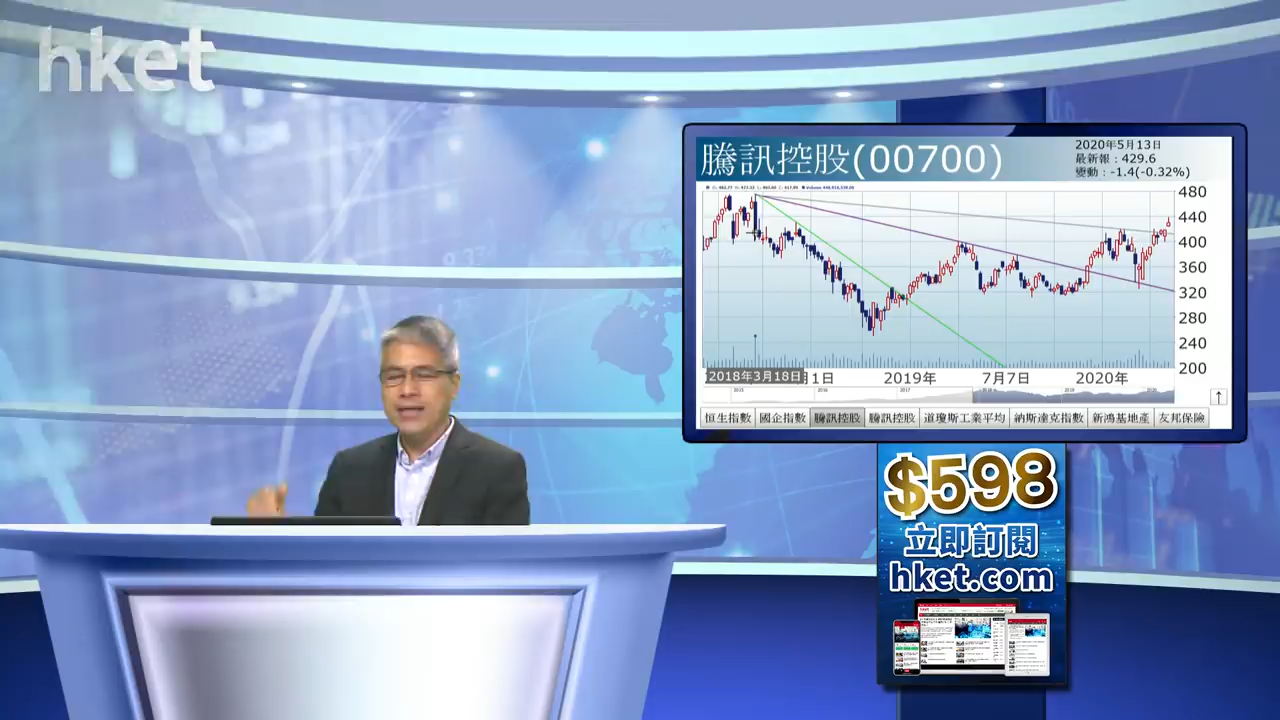 hket
騰訊控股(00700)
2020年5月13日
最新報：429.6
變動：-1.4(-0.32%)
480
440
400
360
320
280
240
200
2018年3月18日
月1日
2019年
7月7日
2020年
恒生指數
國企指數
騰訊控股
騰訊控股
道瓊斯工業平均
納斯達克指數
新鴻基地產
友邦保險
$598
立即訂閱
hket.com